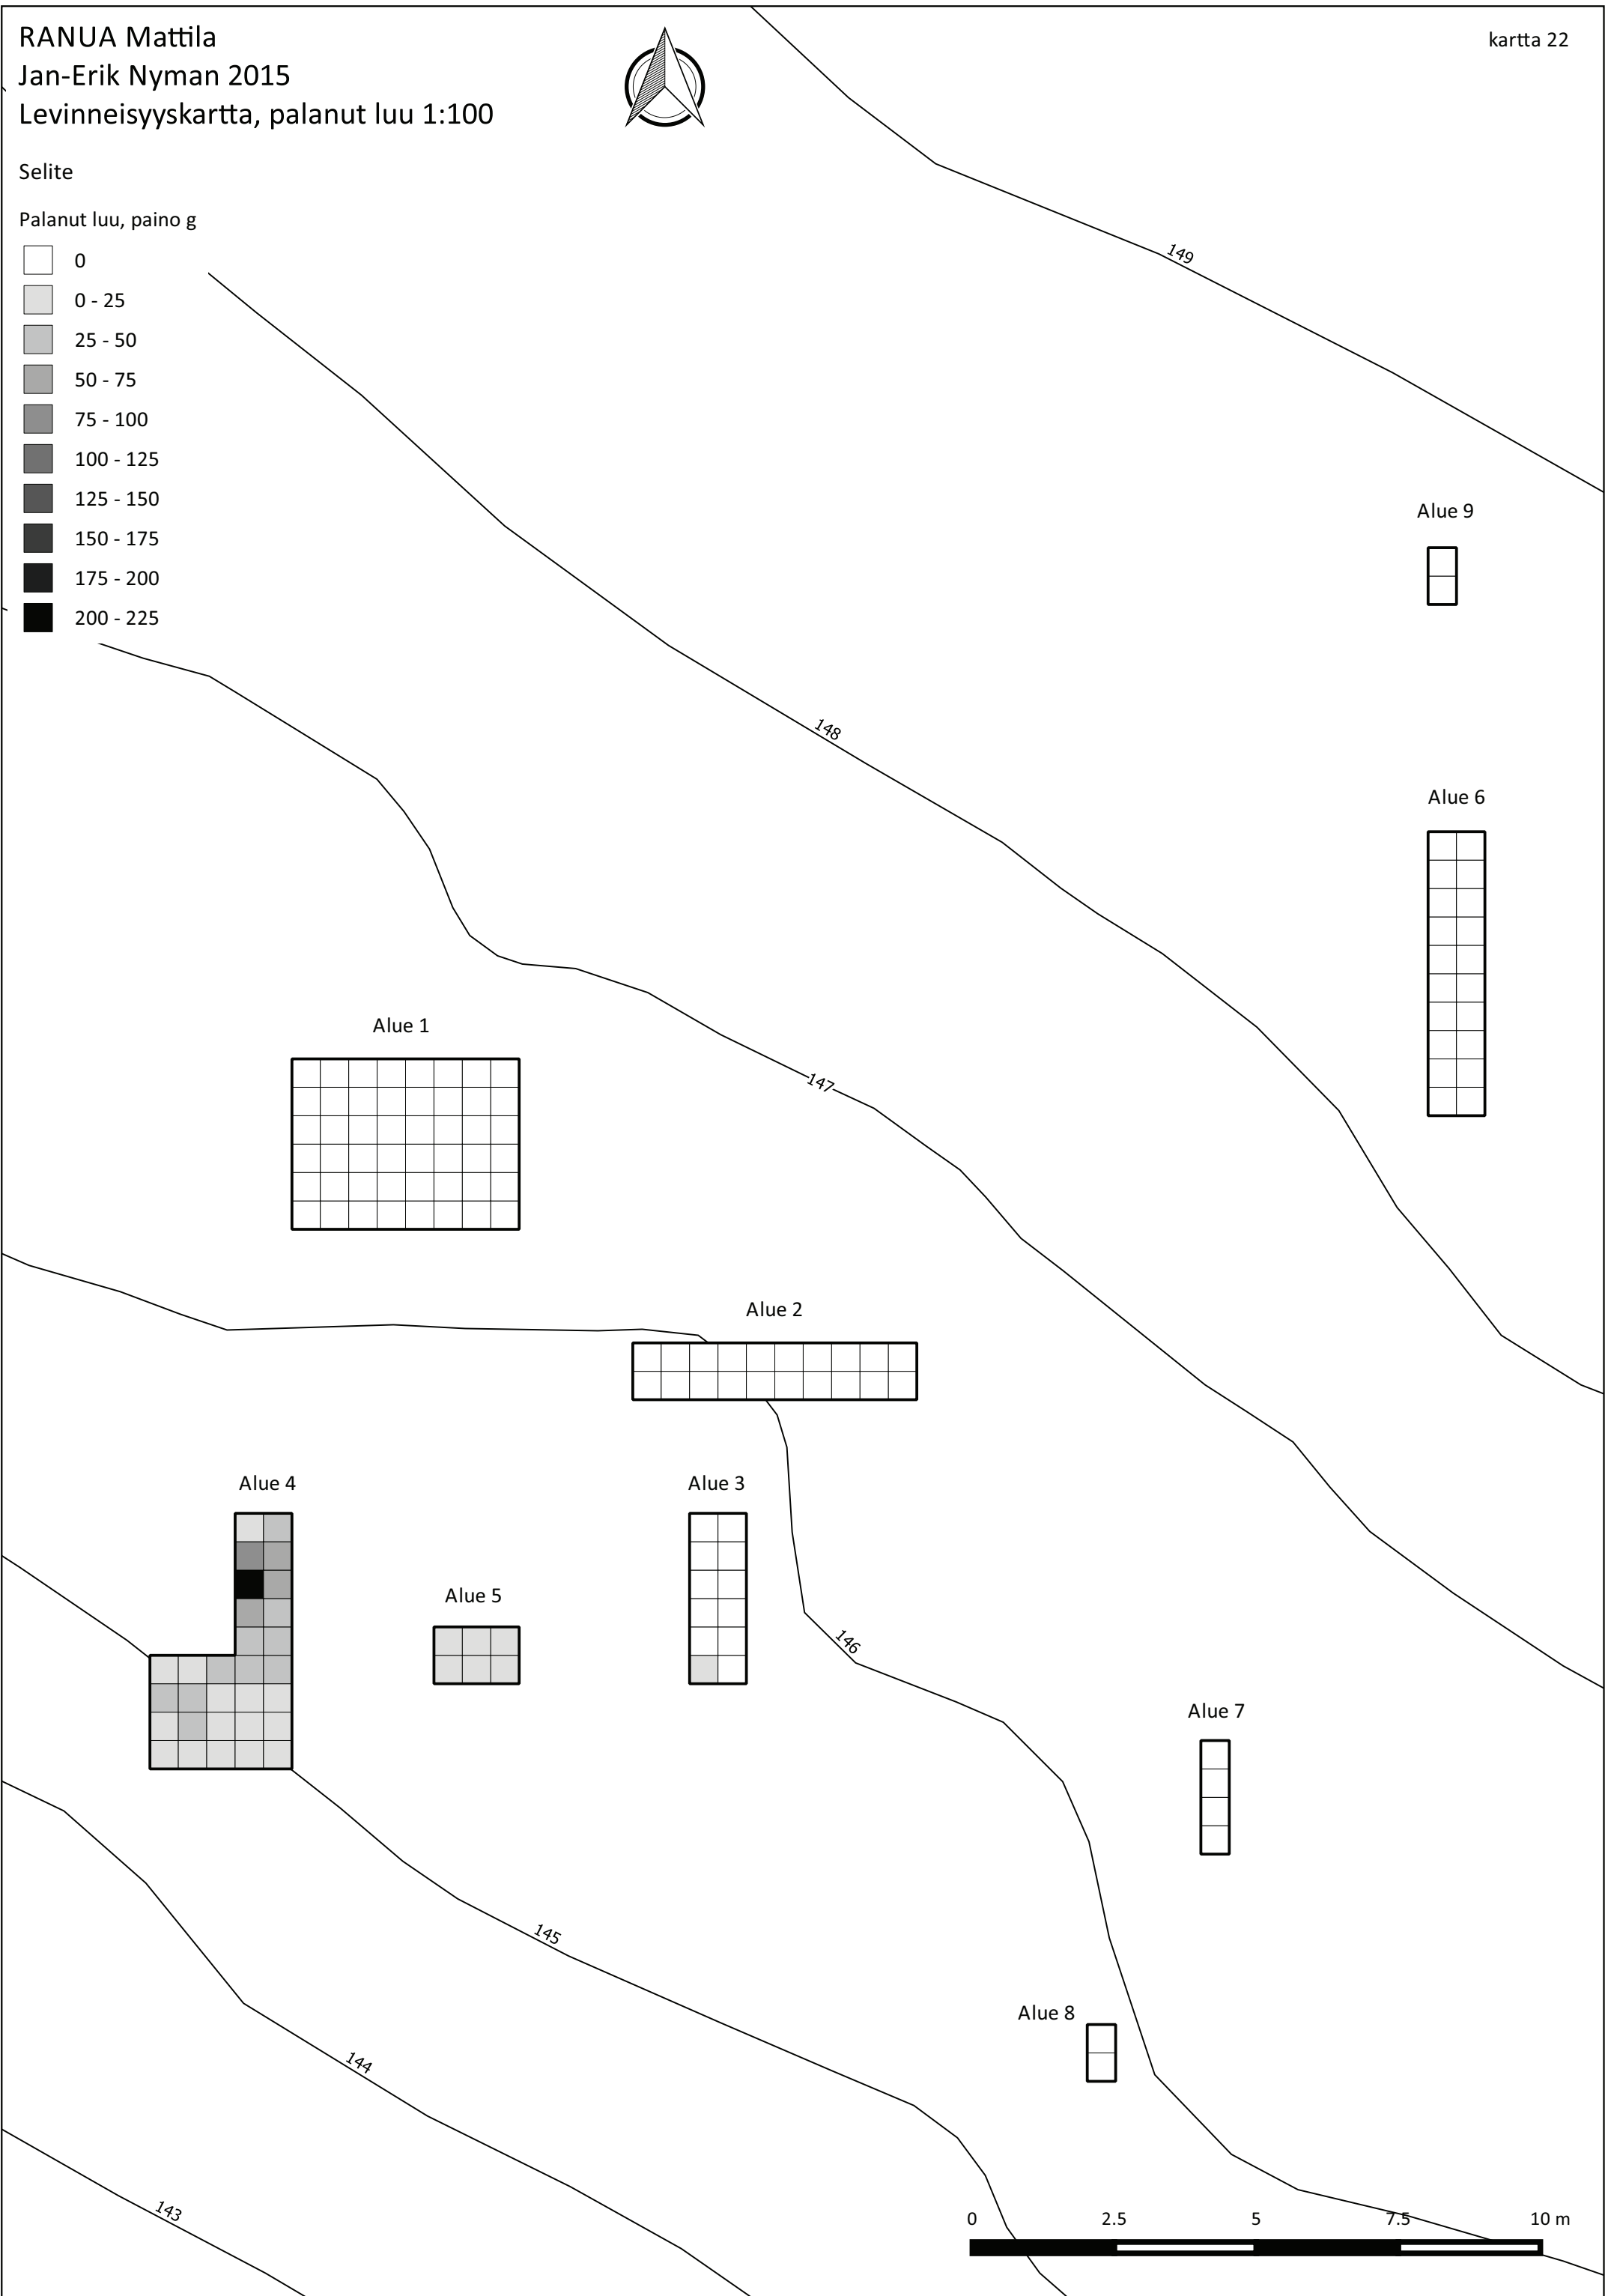 RANUA Mattila
Jan-Erik Nyman 2015
Levinneisyyskartta, palanut luu 1:100
kartta 22
Selite
Palanut luu, paino g
0
0 - 25
25 - 50
50 - 75
75 - 100
100 - 125
125 - 150
150 - 175
175 - 200
200 - 225
149
Alue 9
148
Alue 6
Alue 1
147
Alue 2
Alue 4
Alue 3
Alue 5
146
Alue 7
145
Alue 8
144
143
0 2.5 5 7.5 10 m